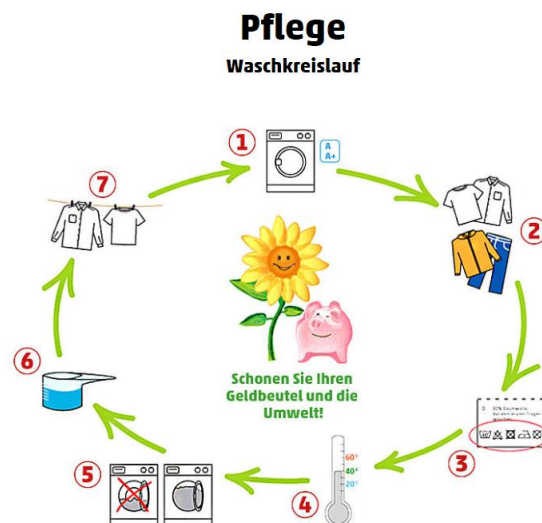 Pflege
Waschkreislauf
1
A
A+
7
2
6
Schonen Sie Ihren
Geldbeutel und die
Umwelt!
3
60°
40°
20°
5
4